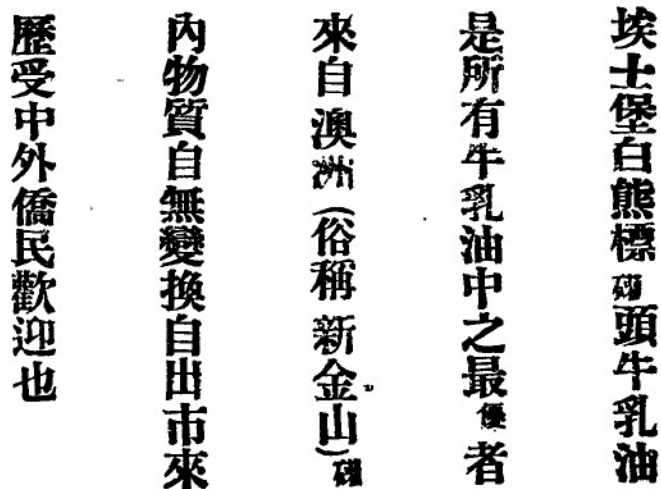 埃士堡白熊標磗頭牛乳油
是所有牛乳油中之最優者
來自澳洲(俗稱新金山)磗
內物質自無變換自出市來
歷受中外僑民歡迎也